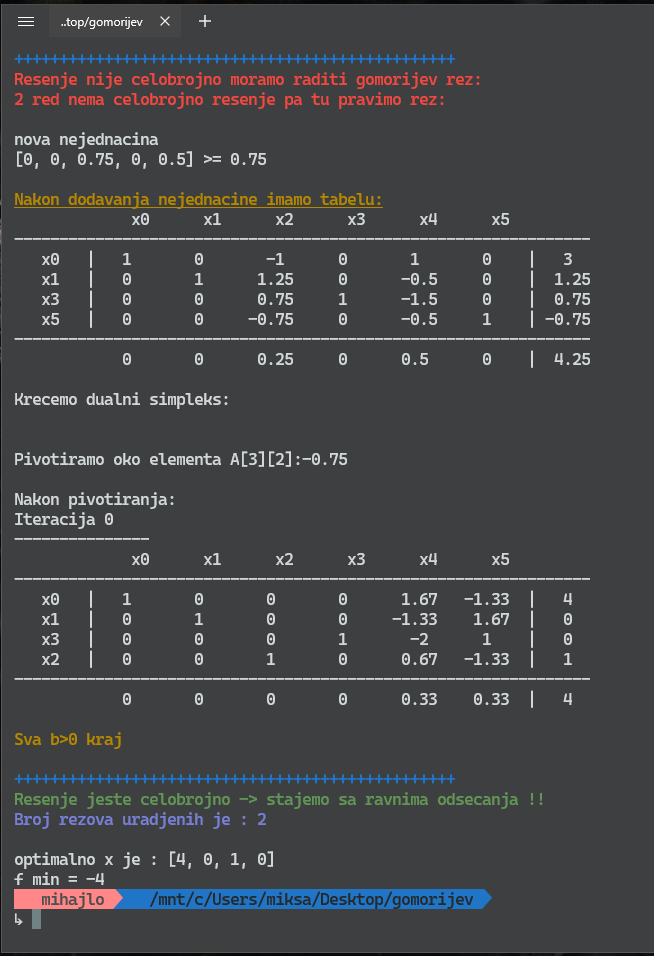 ..top/gomorijev × +
+++++++++++++++++++++++++++++++++++++++++++++++++
Resenje nije celobrojno moramo raditi gomorijev rez:
2 red nema celobrojno resenje pa tu pravimo rez:
nova nejednacina
[0, 0, 0.75, 0, 0.5] >= 0.75
Nakon dodavanja nejednacine imamo tabelu:
x0 x1 x2 x3 x4 x5
----------------------------------------------------------------
x0 | 1 0 -1 0 1 0 | 3
x1 | 0 1 1.25 0 -0.5 0 | 1.25
x3 | 0 0 0.75 1 -1.5 0 | 0.75
x5 | 0 0 -0.75 0 -0.5 1 | -0.75
----------------------------------------------------------------
0 0 0.25 0 0.5 0 | 4.25
Krecemo dualni simpleks:
Pivotiramo oko elementa A[3][2]:-0.75
Nakon pivotiranja:
Iteracija 0
---------------
x0 x1 x2 x3 x4 x5
----------------------------------------------------------------
x0 | 1 0 0 0 1.67 -1.33 | 4
x1 | 0 1 0 0 -1.33 1.67 | 0
x3 | 0 0 0 1 -2 1 | 0
x2 | 0 0 1 0 0.67 -1.33 | 1
----------------------------------------------------------------
0 0 0 0 0.33 0.33 | 4
Sva b>0 kraj
+++++++++++++++++++++++++++++++++++++++++++++++++
Resenje jeste celobrojno -> stajemo sa ravnima odsecanja !!
Broj rezova uradjenih je : 2
optimalno x je : [4, 0, 1, 0]
f min = -4
mihajlo /mnt/c/Users/miksa/Desktop/gomorijev
↳